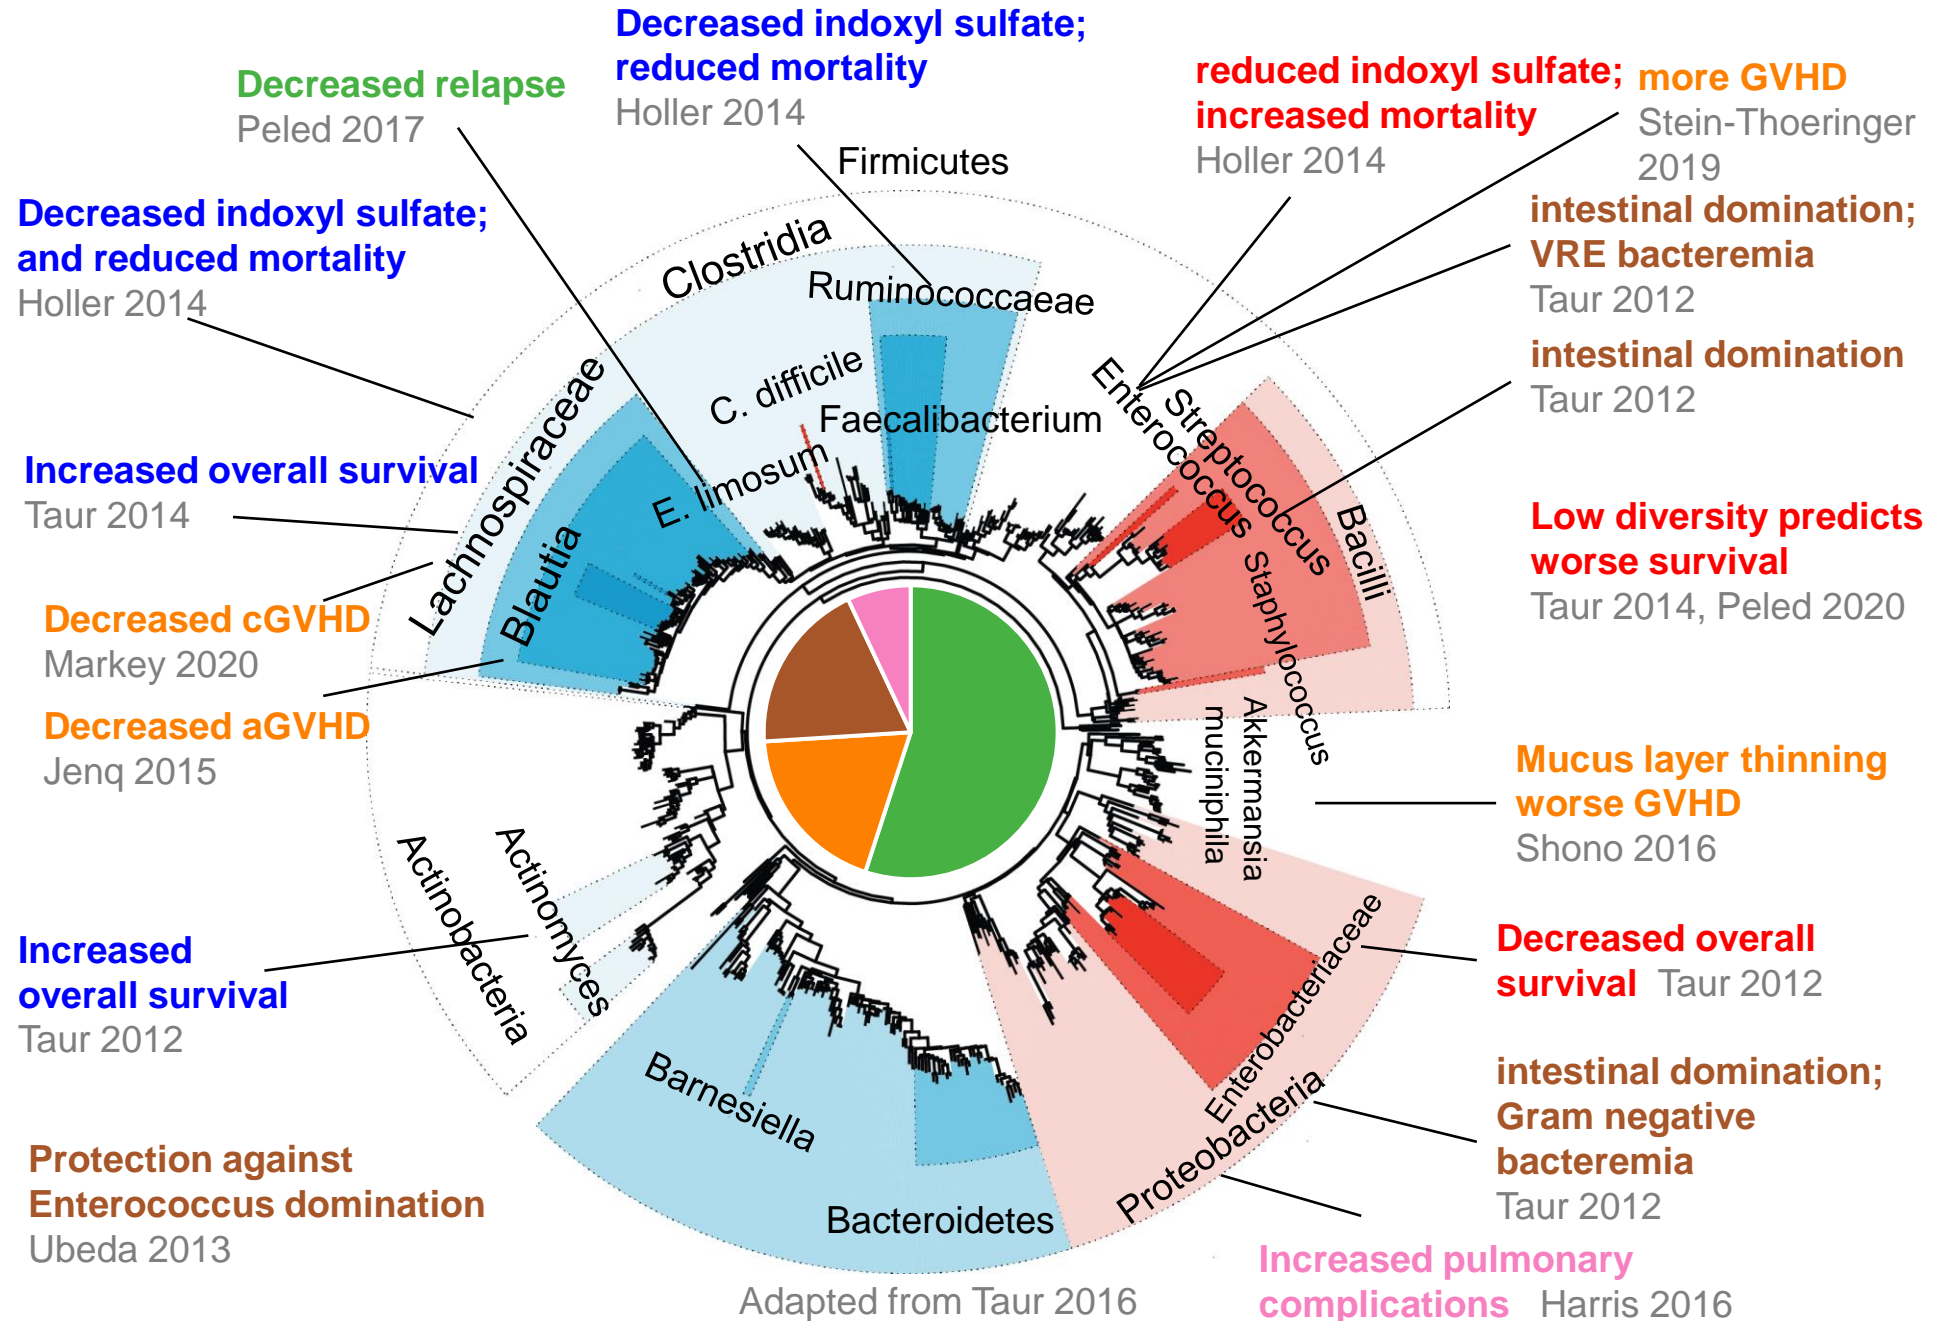 Decreased indoxyl sulfate;
reduced mortality
Holler 2014
Decreased relapse
Peled 2017
reduced indoxyl sulfate;
increased mortality
Holler 2014
more GVHD
Stein-Thoeringer
2019
Firmicutes
Decreased indoxyl sulfate;
and reduced mortality
Holler 2014
intestinal domination;
VRE bacteremia
Taur 2012
intestinal domination
Taur 2012
Clostridia
Ruminococcaeae
C. difficile
Faecalibacterium
E. limosum
Lachnospiraceae
Blautia
Enterococcus
Streptococcus
Staphylococcus
Bacilli
Increased overall survival
Taur 2014
Low diversity predicts
worse survival
Taur 2014, Peled 2020
Decreased cGVHD
Markey 2020
Decreased aGVHD
Jenq 2015
Akkermansia
muciniphila
Mucus layer thinning
worse GVHD
Shono 2016
Actinobacteria
Actinomyces
Increased
overall survival
Taur 2012
Enterobacteriaceae
Proteobacteria
Decreased overall
survival Taur 2012
Barnesiella
Bacteroidetes
intestinal domination;
Gram negative
bacteremia
Taur 2012
Protection against
Enterococcus domination
Ubeda 2013
Increased pulmonary
complications Harris 2016
Adapted from Taur 2016